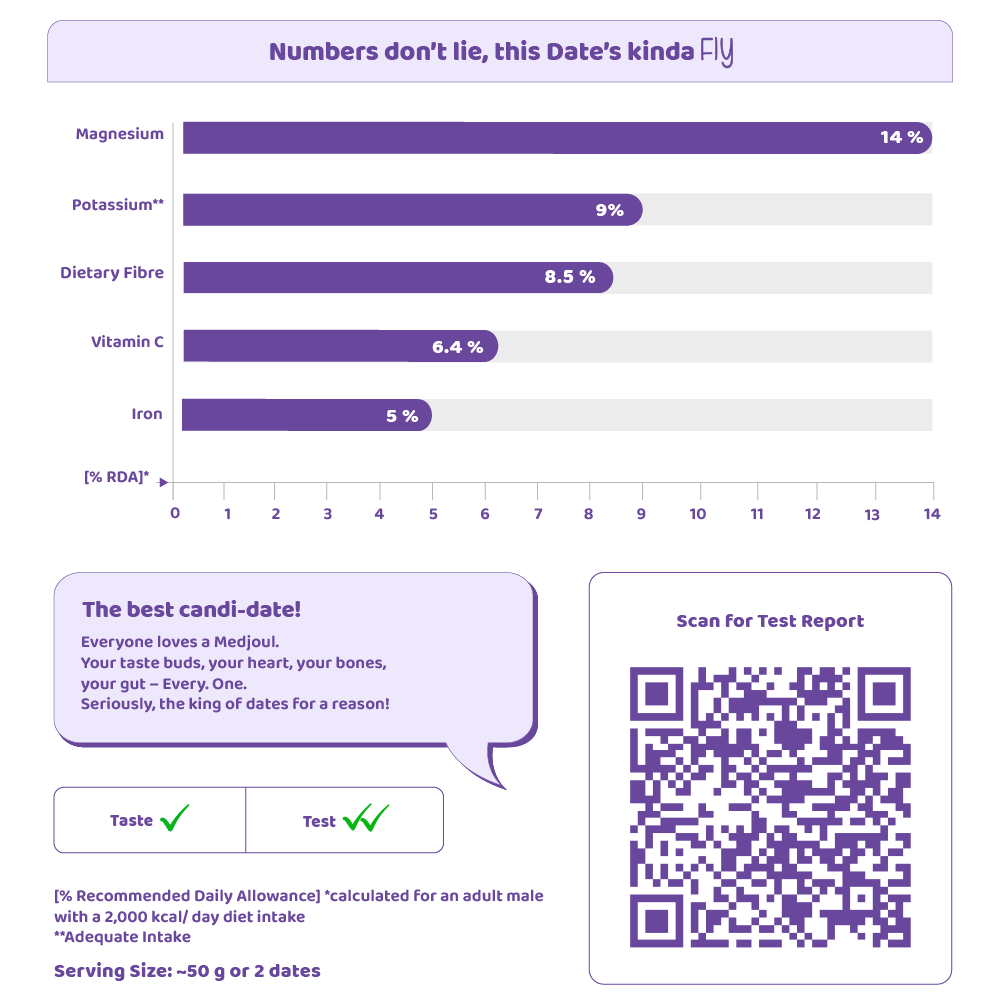 Numbers don't lie, this Date's kinda Fly
Magnesium
14 %
Potassium**
9%
Dietary Fibre
8.5 %
Vitamin C
6.4 %
Iron
5 %
[% RDA]*
0 1 2 3 4 5 6 7 8 9 10 11 12 13 14
The best candi-date!
Everyone loves a Medjoul.
Your taste buds, your heart, your bones,
your gut – Every. One.
Seriously, the king of dates for a reason!
Scan for Test Report
Taste
Test
[% Recommended Daily Allowance] *calculated for an adult male
with a 2,000 kcal/ day diet intake
**Adequate Intake
Serving Size: ~50 g or 2 dates